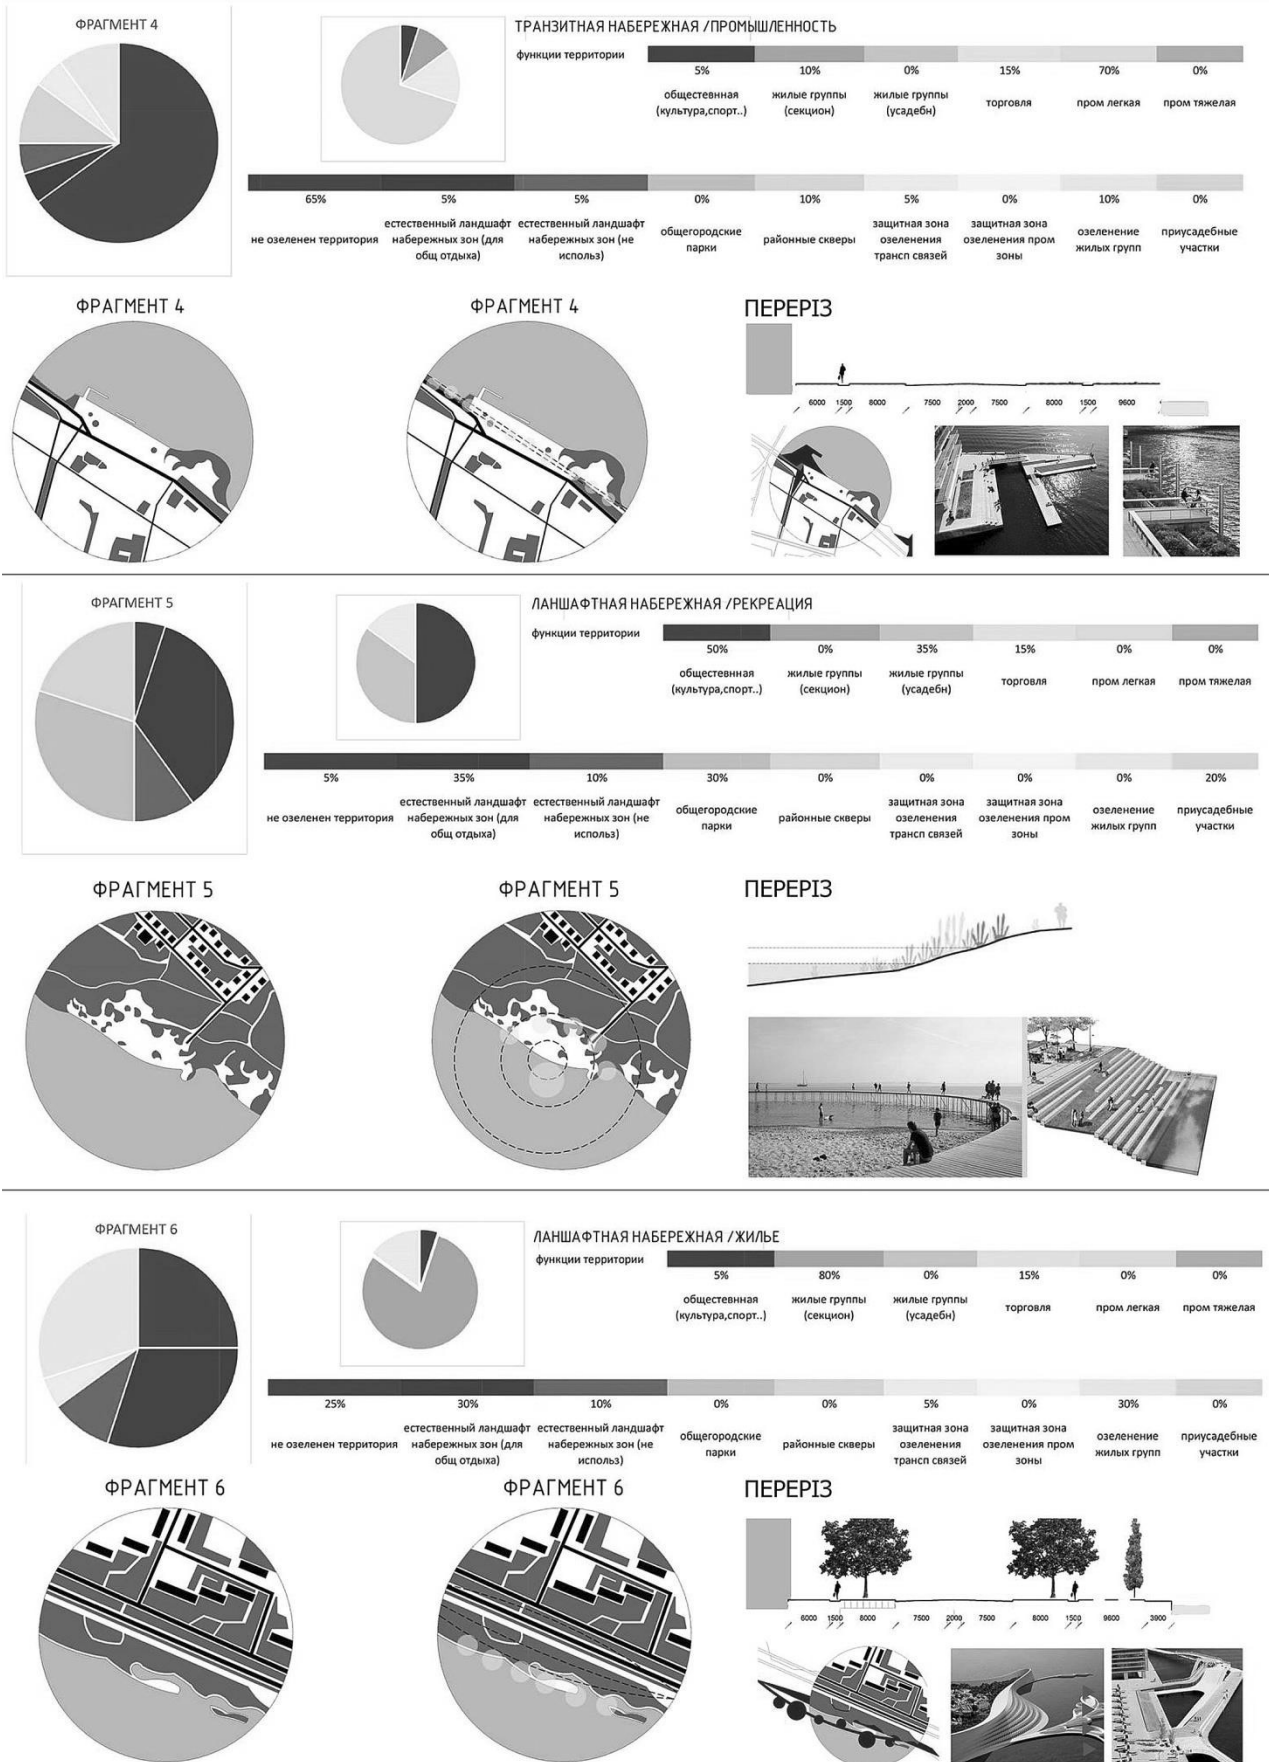 ФРАГМЕНТ 4
ТРАНЗИТНАЯ НАБЕРЕЖНАЯ /ПРОМЫШЛЕННОСТЬ
функции территории
5% 10% 0% 15% 70% 0%
общестевнная жилые группы жилые группы торговля пром легкая пром тяжелая
(культура,спорт..) (секцион) (усадебн)
65% 5% 5% 0% 10% 5% 0% 10% 0%
не озеленен территория
естественный ландшафт
набережных зон (для
общ отдыха)
естественный ландшафт
набережных зон (не
использ)
общегородские
парки
районные скверы
защитная зона
озеленения
трансп связей
защитная зона
озеленения пром
зоны
озеленение
жилых групп
приусадебные
участки
ФРАГМЕНТ 4
ФРАГМЕНТ 4
ПЕРЕРІЗ
6000 1500 8000 7500 2000 7500 8000 1500 9600
ФРАГМЕНТ 5
ЛАНШАФТНАЯ НАБЕРЕЖНАЯ /РЕКРЕАЦИЯ
функции территории
50% 0% 35% 15% 0% 0%
общестевнная жилые группы жилые группы торговля пром легкая пром тяжелая
(культура,спорт..) (секцион) (усадебн)
5% 35% 10% 30% 0% 0% 0% 0% 20%
не озеленен территория
естественный ландшафт
набережных зон (для
общ отдыха)
естественный ландшафт
набережных зон (не
использ)
общегородские
парки
районные скверы
защитная зона
озеленения
трансп связей
защитная зона
озеленения пром
зоны
озеленение
жилых групп
приусадебные
участки
ФРАГМЕНТ 5
ФРАГМЕНТ 5
ПЕРЕРІЗ
ФРАГМЕНТ 6
ЛАНШАФТНАЯ НАБЕРЕЖНАЯ /ЖИЛЬЕ
функции территории
5% 80% 0% 15% 0% 0%
общестевнная жилые группы жилые группы торговля пром легкая пром тяжелая
(культура,спорт..) (секцион) (усадебн)
25% 30% 10% 0% 0% 5% 0% 30% 0%
не озеленен территория
естественный ландшафт
набережных зон (для
общ отдыха)
естественный ландшафт
набережных зон (не
использ)
общегородские
парки
районные скверы
защитная зона
озеленения
трансп связей
защитная зона
озеленения пром
зоны
озеленение
жилых групп
приусадебные
участки
ФРАГМЕНТ 6
ФРАГМЕНТ 6
ПЕРЕРІЗ
6000 1500 8000 7500 2000 7500 8000 1500 9600 3900